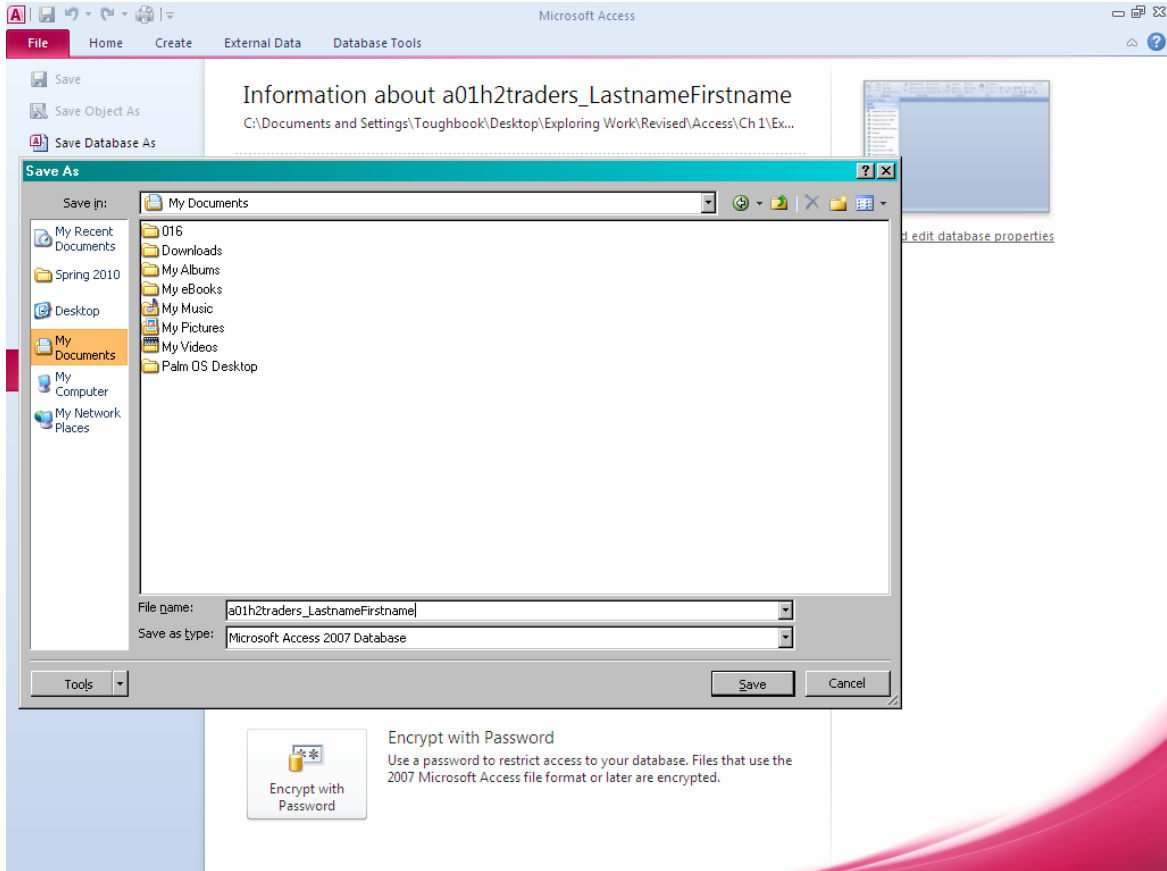 A
Microsoft Access
File Home Create External Data Database Tools
Save
Save Object As
Save Database As
Information about a01h2traders_LastnameFirstname
C:\Documents and Settings\Toughbook\Desktop\Exploring Work\Revised\Access\Ch 1\Ex...
d edit database properties
Save As
Save in: My Documents
My Recent
Documents
Spring 2010
Desktop
My
Documents
My
Computer
My Network
Places
016
Downloads
My Albums
My eBooks
My Music
My Pictures
My Videos
Palm OS Desktop
File name: a01h2traders_LastnameFirstname
Save as type: Microsoft Access 2007 Database
Tools Save Cancel
Encrypt with
Password
Encrypt with Password
Use a password to restrict access to your database. Files that use the
2007 Microsoft Access file format or later are encrypted.